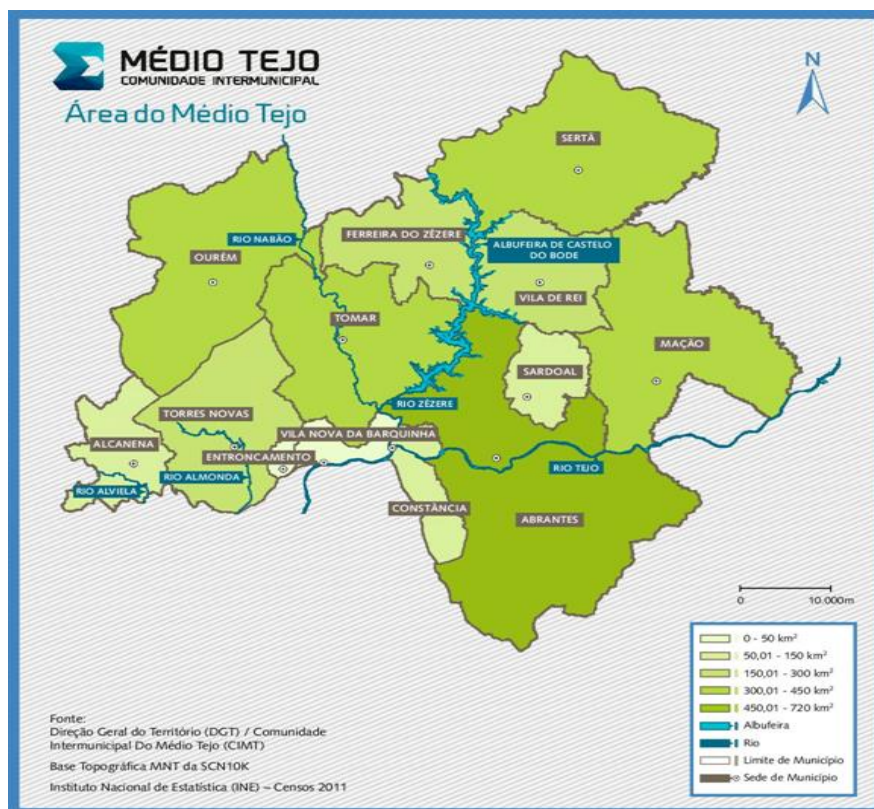 MÉDIO TEJO
COMUNIDADE INTERMUNICIPAL
Área do Médio Tejo
N
SERTÃ
FERREIRA DO ZÊZERE
RIO NABÃO
ALBUFEIRA DE CASTELO
DO BODE
OURÉM
VILA DE REI
TOMAR
MAÇÃO
SARDOAL
RIO ZÊZERE
TORRES NOVAS
VILA NOVA DA BARQUINHA
ALCANENA
ENTRONCAMENTO
RIO TEJO
RIO ALMONDA
RIO ALVIELA
CONSTÂNCIA
ABRANTES
0 10.000m
0 - 50 km²
50,01 - 150 km²
150,01 - 300 km²
300,01 - 450 km²
450,01 - 720 km²
Albufeira
Rio
Limite de Município
Sede de Município
Fonte:
Direção Geral do Território (DGT) / Comunidade
Intermunicipal Do Médio Tejo (CIMT)
Base Topográfica MNT da SCN10K
Instituto Nacional de Estatística (INE) – Censos 2011